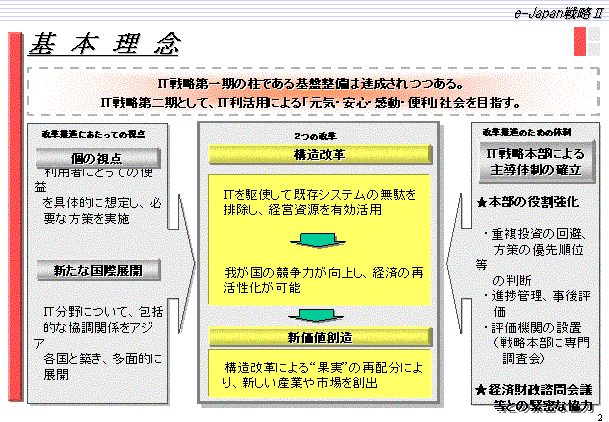 e-Japan戦略Ⅱ
基本理念
IT戦略第一期の柱である基盤整備は達成されつつある。
IT戦略第二期として、IT利活用による「元気・安心・感動・便利」社会を目指す。
改革推進にあたっての視点
個の視点
利用者にとっての便
益
を具体的に想定し、必
要な方策を実施
新たな国際展開
IT分野について、包括
的な協調関係をアジ
ア
各国と築き、多面的に
展開
2つの改革
構造改革
ITを駆使して既存システムの無駄を
排除し、経営資源を有効活用
我が国の競争力が向上し、経済の再
活性化が可能
新価値創造
構造改革による“果実”の再配分によ
り、新しい産業や市場を創出
改革推進のための体制
IT戦略本部による
主導体制の確立
★本部の役割強化
・重複投資の回避、
方策の優先順位
等
の判断
・進捗管理、事後評
価
・評価機関の設置
（戦略本部に専門
調査会）
★経済財政諮問会議
等との緊密な協力
2